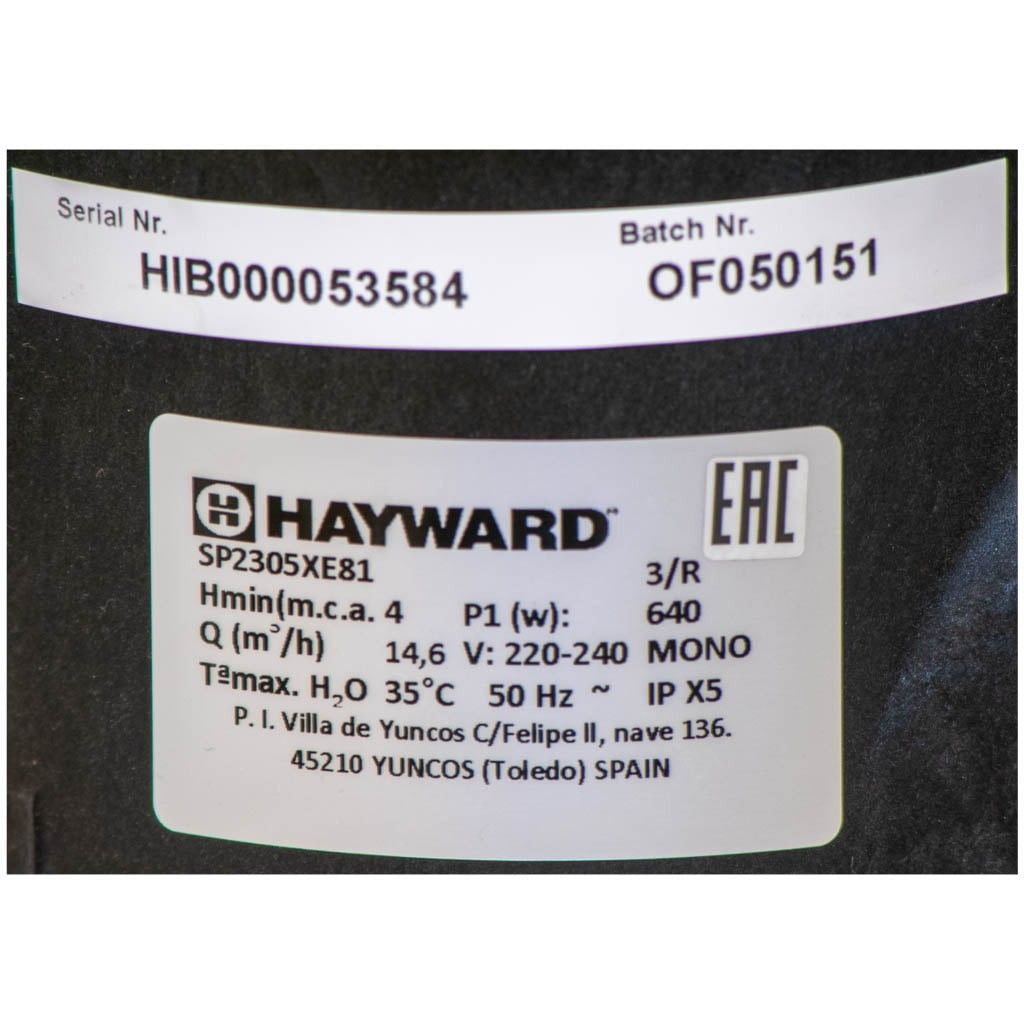 Serial Nr.
HIB000053584
Batch Nr.
OF050151
HAYWARD™
EAC
SP2305XE81 3/R
Hmin(m.c.a. 4 P1 (w): 640
Q (m³/h) 14,6 V: 220-240 MONO
Tªmax. H₂O 35°C 50 Hz ~ IP X5
P. I. Villa de Yuncos C/Felipe II, nave 136.
45210 YUNCOS (Toledo) SPAIN